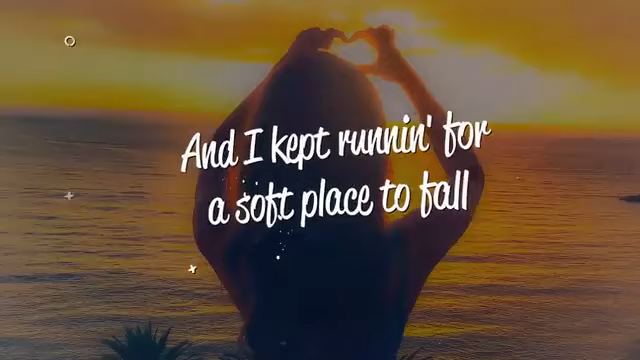 And I kept runnin' for
a soft place to fall